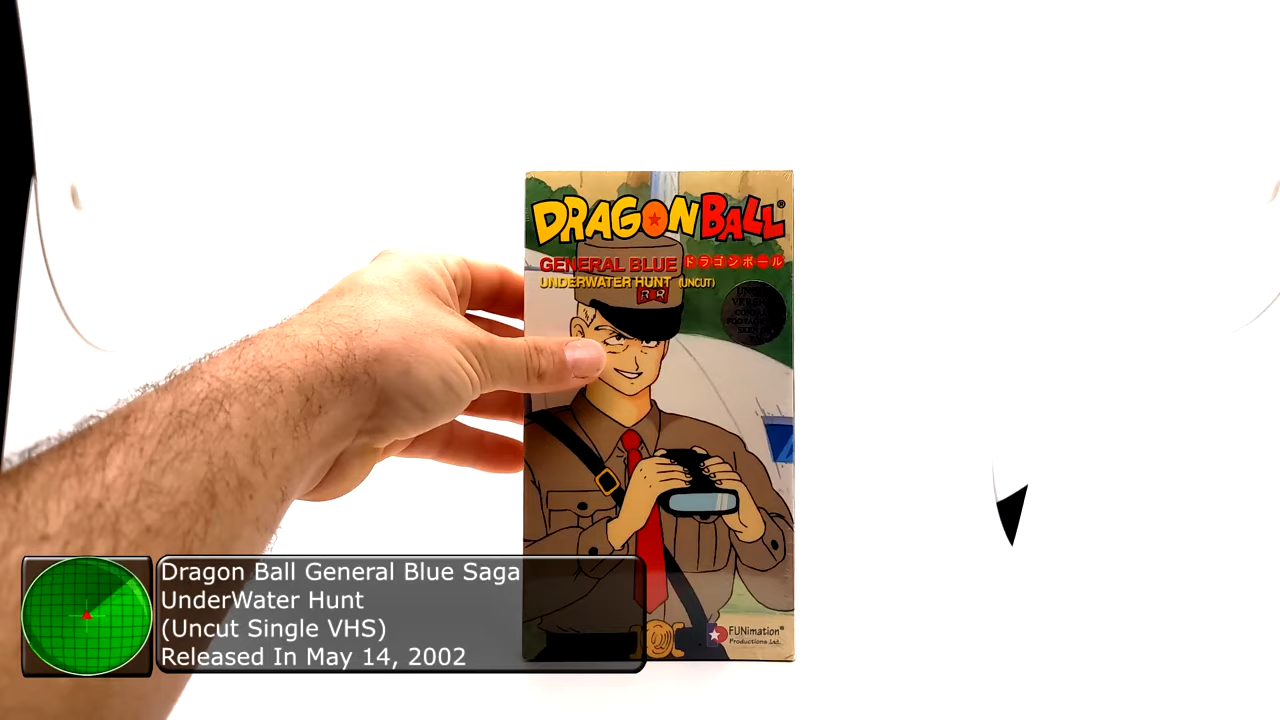 DRAGON BALL®
GENERAL BLUE ドラゴンボール
UNDERWATER HUNT (UNCUT)
RR
FUNimation®
Productions, Ltd.
Dragon Ball General Blue Saga
UnderWater Hunt
(Uncut Single VHS)
Released In May 14, 2002